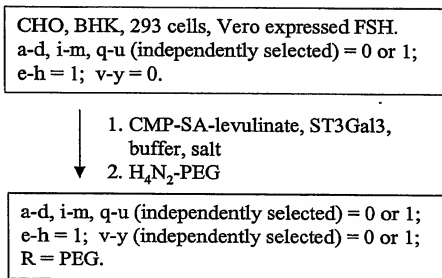 CHO, BHK, 293 cells, Vero expressed FSH.
a-d, i-m, q-u (independently selected) = 0 or 1;
e-h = 1; v-y = 0.
1. CMP-SA-levulinate, ST3Gal3,
buffer, salt
2. H4N2-PEG
a-d, i-m, q-u (independently selected) = 0 or 1;
e-h = 1; v-y (independently selected) = 0 or 1;
R = PEG.